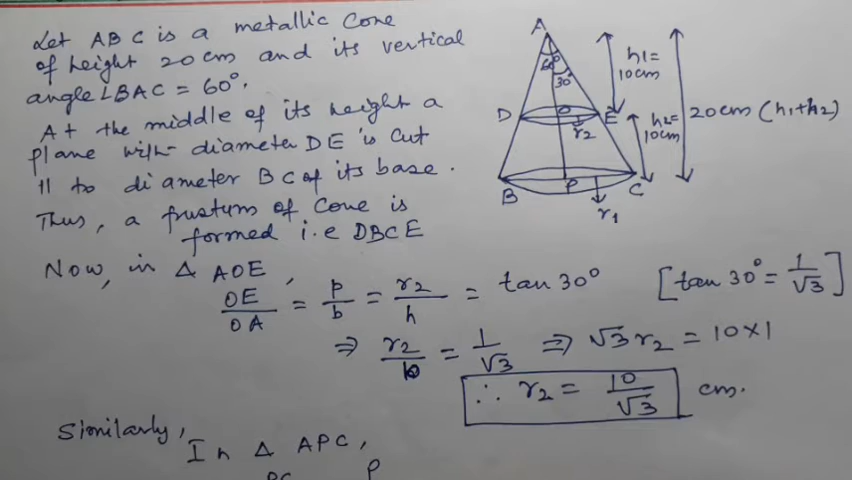 Let ABC is a metallic Cone
of height 20 cm and its vertical
angle ∠BAC = 60°.
At the middle of its height a
plane with diameter DE is cut
|| to diameter BC of its base.
Thus, a frustum of Cone is
formed i.e DBCE
A
60°
30°
h1 =
10cm
D
O
E
r2
h2 =
10cm
20cm (h1+h2)
B
P
C
r1
Now, in Δ AOE,
OE/OA = p/b = r2/h = tan 30° [tan 30° = 1/√3]
⇒ r2/10 = 1/√3 ⇒ √3 r2 = 10×1
∴ r2 = 10/√3 cm.
Similarly,
In Δ APC,
PC P